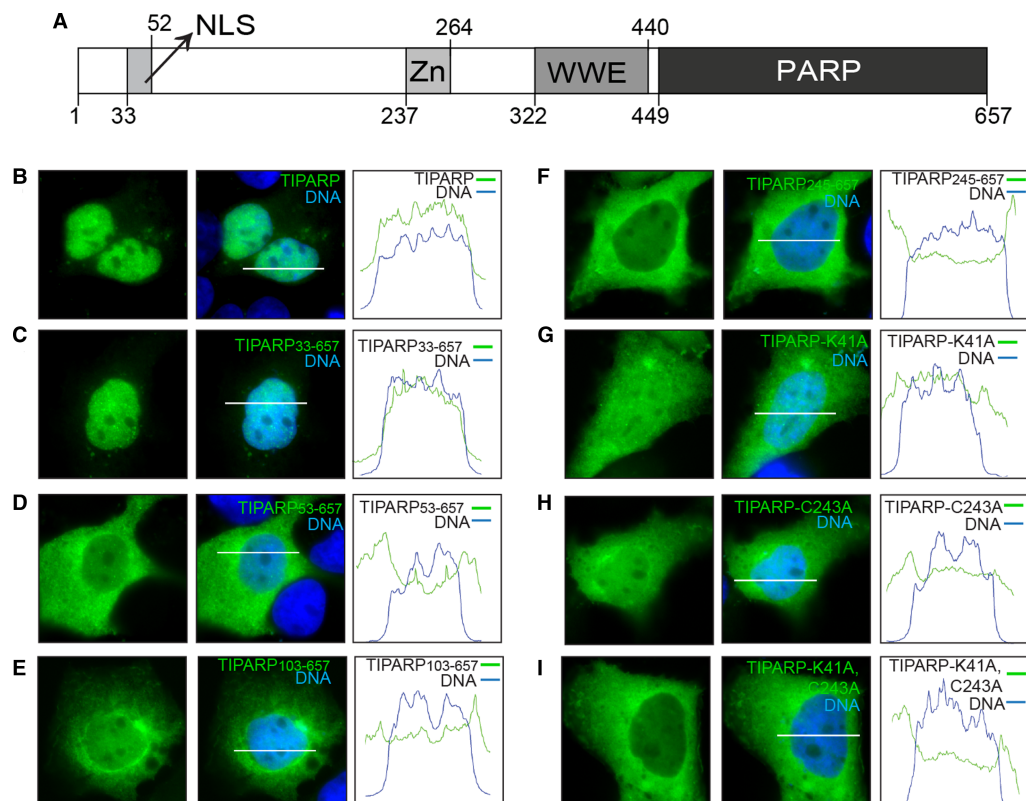 A
52
NLS
264
440
Zn
WWE
PARP
1
33
237
322
449
657
B
TIPARP
DNA
TIPARP
DNA
C
TIPARP33-657
DNA
TIPARP33-657
DNA
D
TIPARP53-657
DNA
TIPARP53-657
DNA
E
TIPARP103-657
DNA
TIPARP103-657
DNA
F
TIPARP245-657
DNA
TIPARP245-657
DNA
G
TIPARP-K41A
DNA
TIPARP-K41A
DNA
H
TIPARP-C243A
DNA
TIPARP-C243A
DNA
I
TIPARP-K41A,
C243A
DNA
TIPARP-K41A,
C243A
DNA